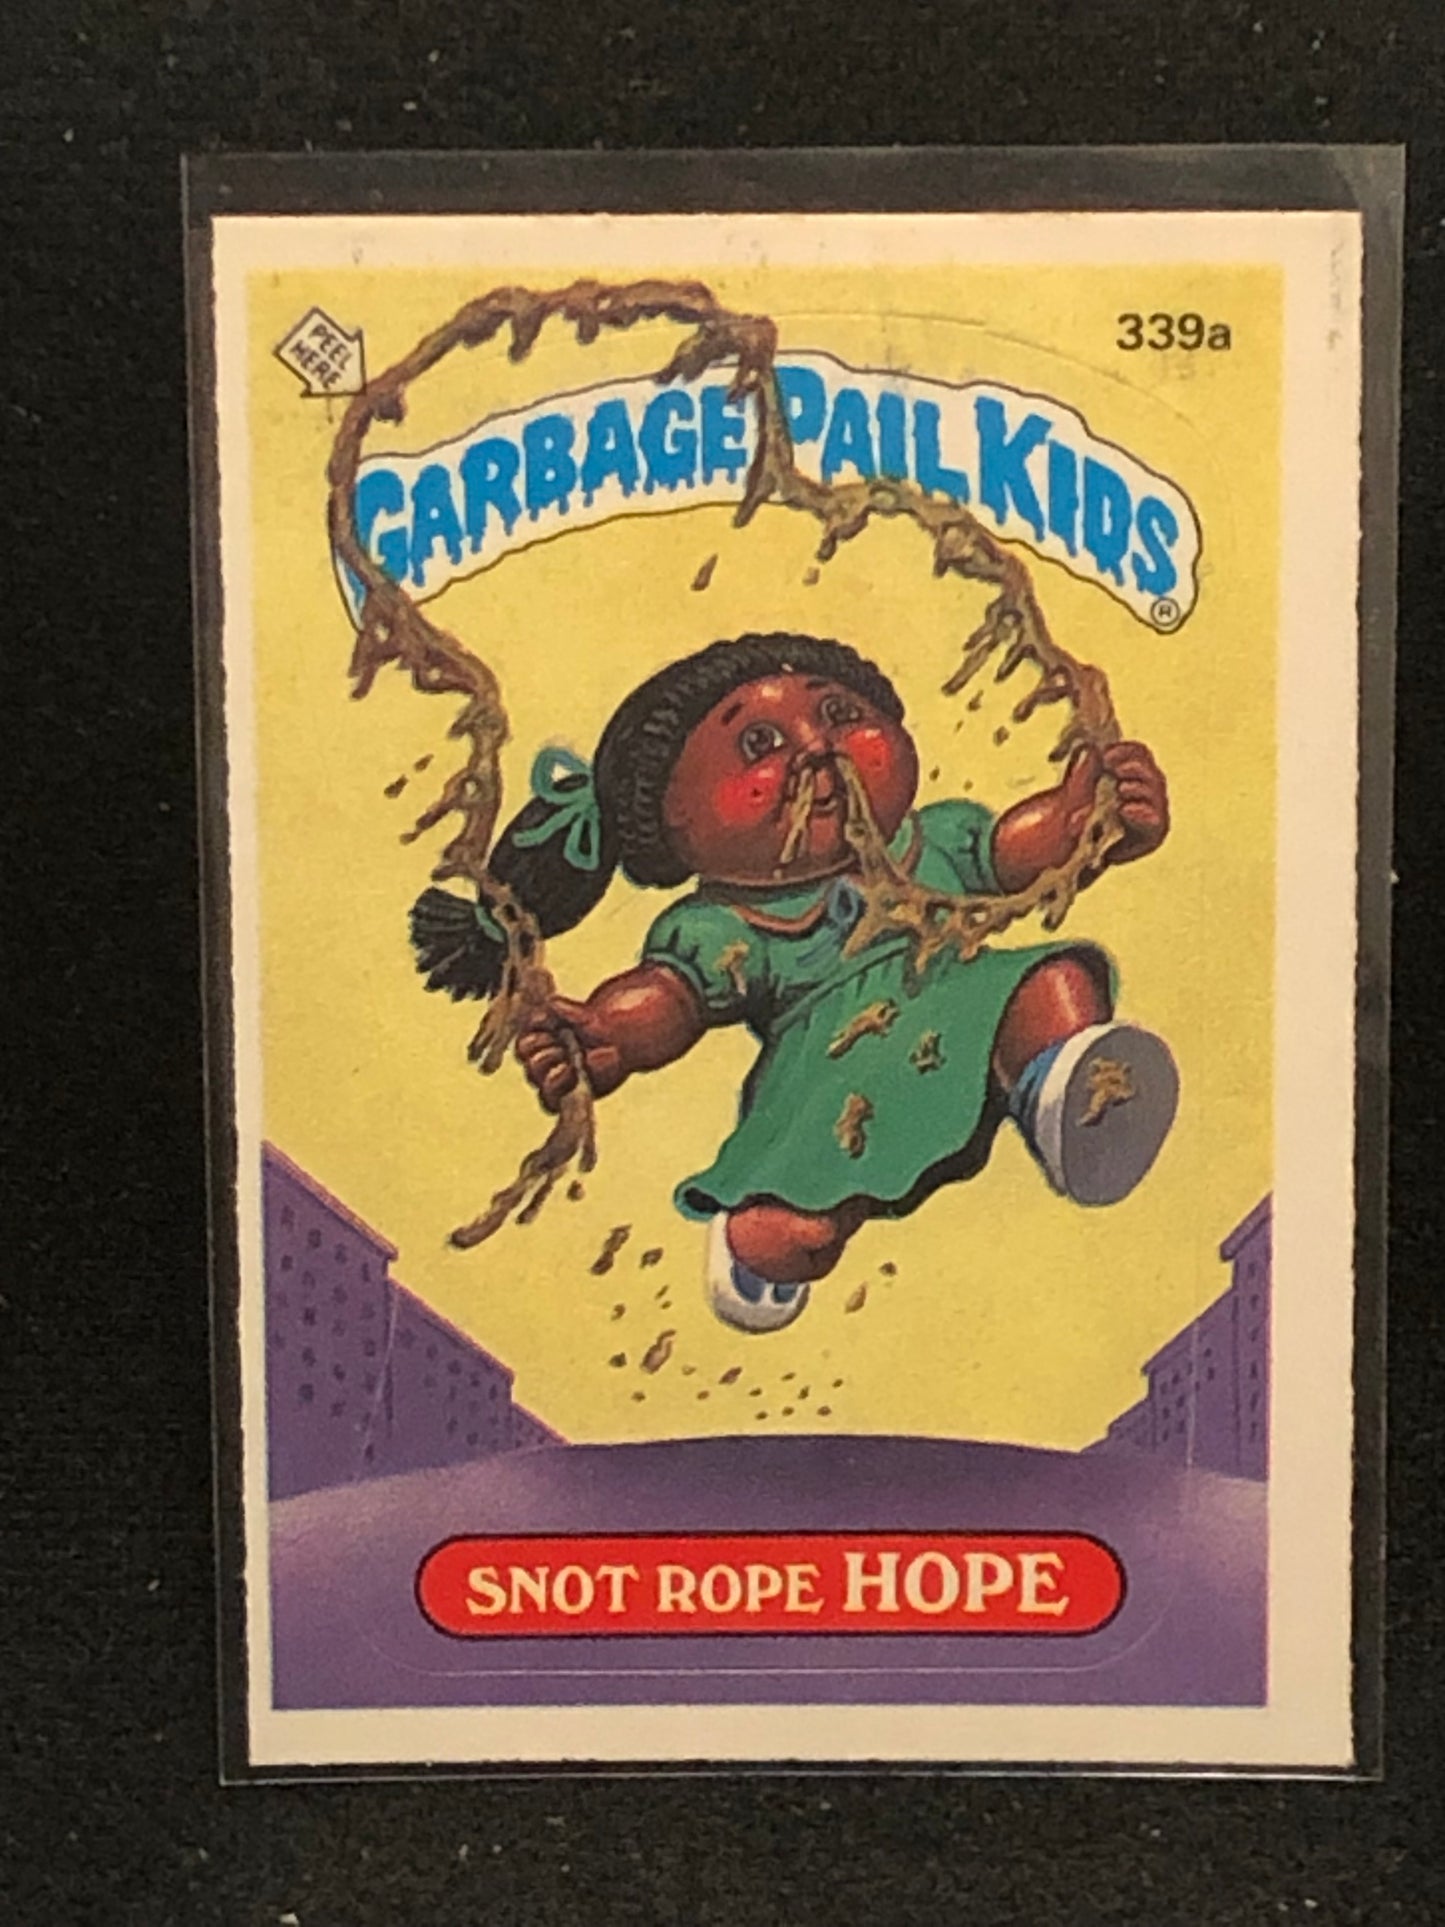 PEEL
HERE
339a
GARBAGE PAIL KIDS
®
SNOT ROPE HOPE